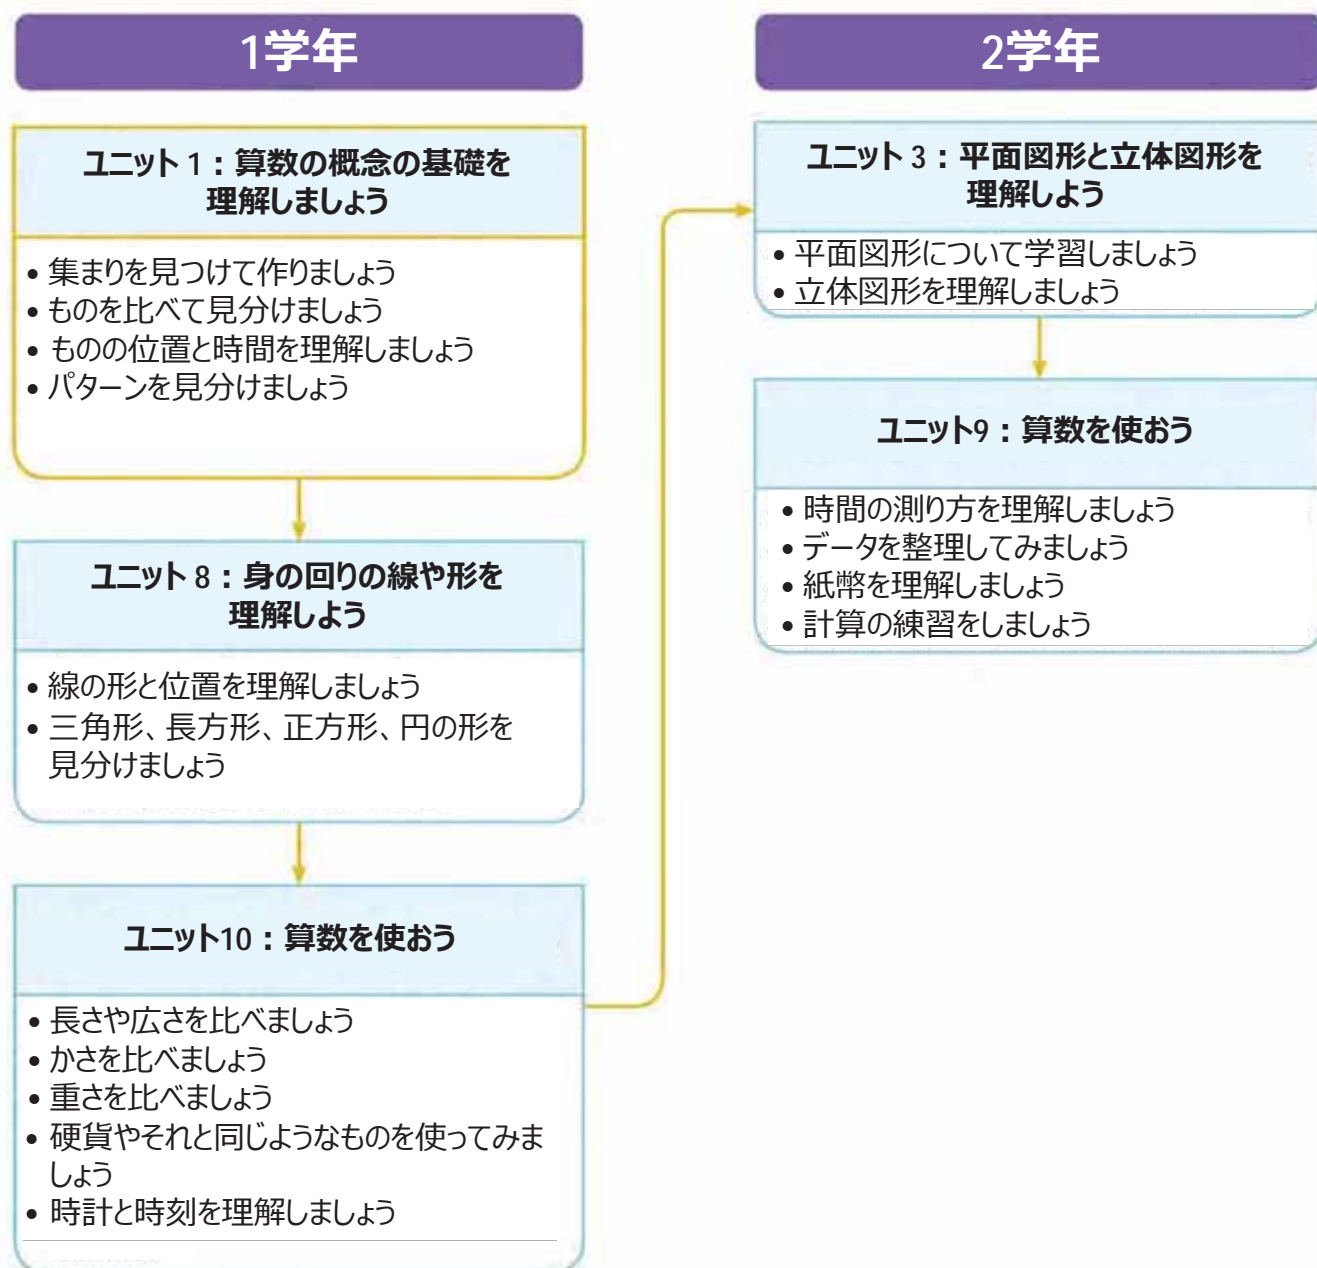 1学年
ユニット 1：算数の概念の基礎を
理解しましょう
• 集まりを見つけて作りましょう
• ものを比べて見分けましょう
• ものの位置と時間を理解しましょう
• パターンを見分けましょう
ユニット 8：身の回りの線や形を
理解しよう
• 線の形と位置を理解しましょう
• 三角形、長方形、正方形、円の形を
見分けましょう
ユニット10：算数を使おう
• 長さや広さを比べましょう
• かさを比べましょう
• 重さを比べましょう
• 硬貨やそれと同じようなものを使ってみま
しょう
• 時計と時刻を理解しましょう
2学年
ユニット 3：平面図形と立体図形を
理解しよう
• 平面図形について学習しましょう
• 立体図形を理解しましょう
ユニット9：算数を使おう
• 時間の測り方を理解しましょう
• データを整理してみましょう
• 紙幣を理解しましょう
• 計算の練習をしましょう